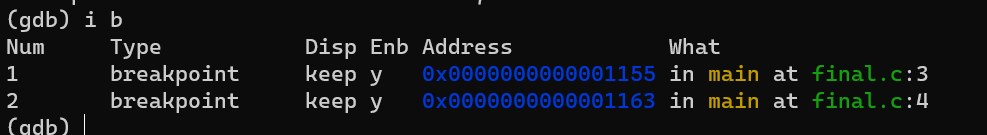 (gdb) i b
Num     Type           Disp Enb Address            What
1       breakpoint     keep y   0x0000000000001155 in main at final.c:3
2       breakpoint     keep y   0x0000000000001163 in main at final.c:4
(gdb)